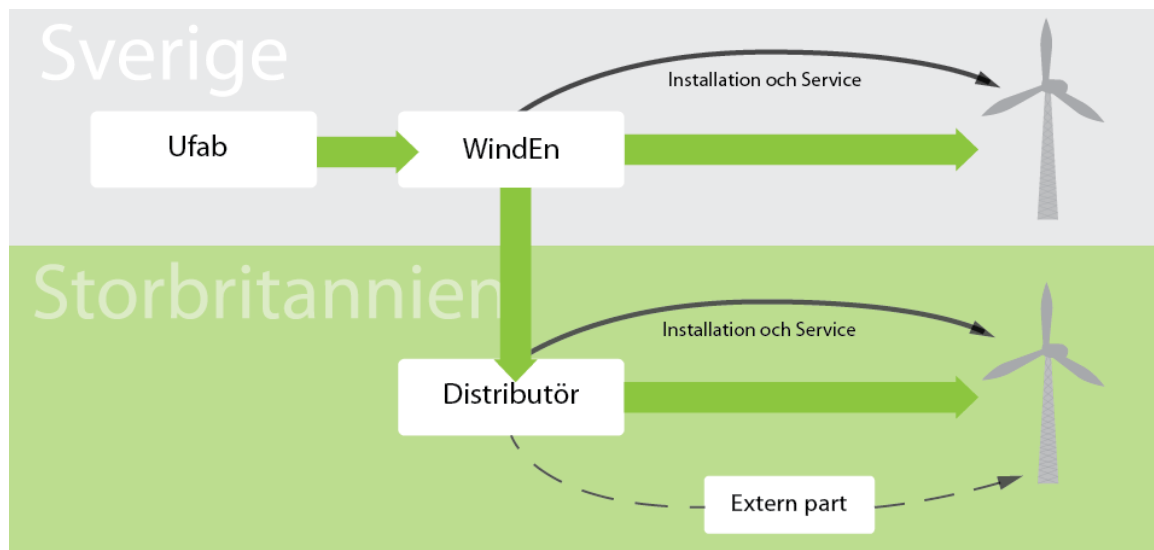 Sverige
Installation och Service
Ufab
WindEn
Storbritannien
Installation och Service
Distributör
Extern part